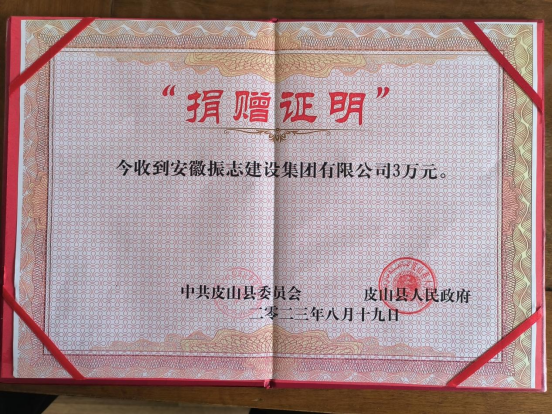 “捐赠证明”
今收到安徽振志建设集团有限公司3万元。
中共皮山县委员会 皮山县人民政府
二零二三年八月十九日